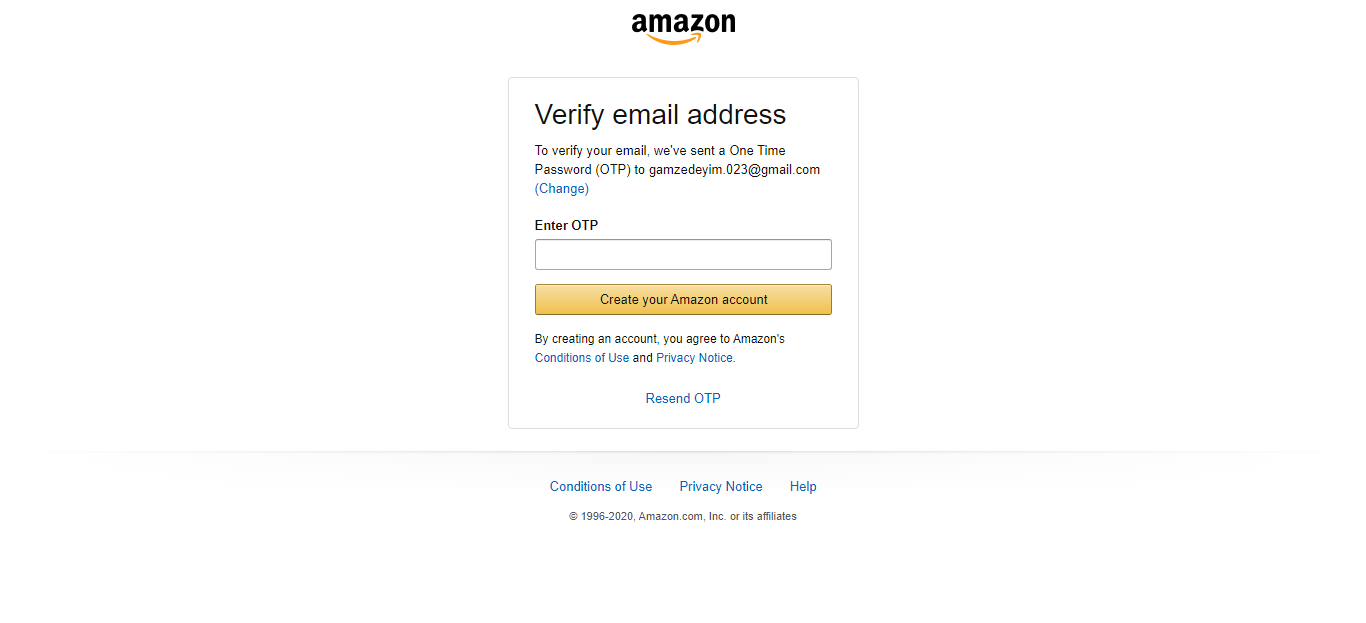 amazon
Verify email address
To verify your email, we've sent a One Time
Password (OTP) to gamzedeyim.023@gmail.com
(Change)
Enter OTP
Create your Amazon account
By creating an account, you agree to Amazon's
Conditions of Use and Privacy Notice.
Resend OTP
Conditions of Use Privacy Notice Help
© 1996-2020, Amazon.com, Inc. or its affiliates